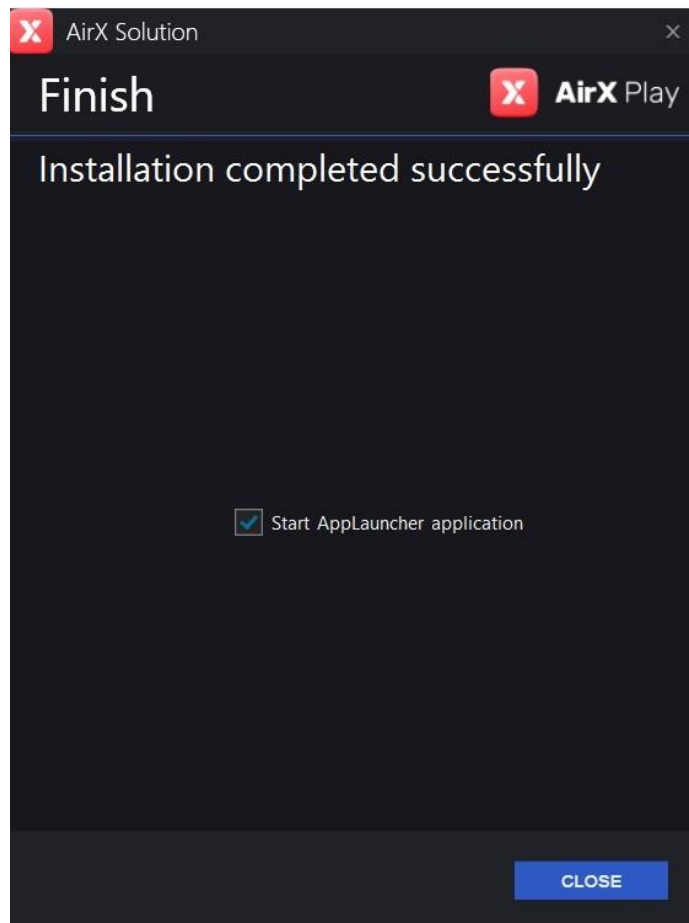 AirX Solution
Finish
AirX Play
Installation completed successfully
Start AppLauncher application
CLOSE